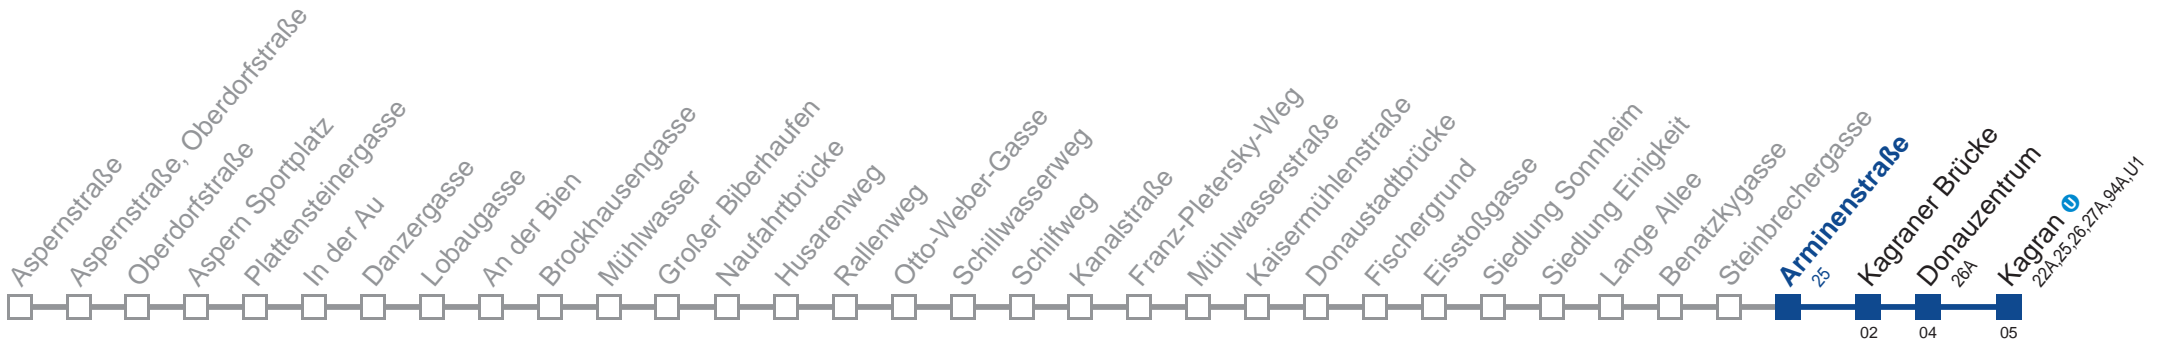 Aspernstraße
Aspernstraße, Oberdorfstraße
Oberdorfstraße
Aspern Sportplatz
Plattensteinergasse
In der Au
Danzergasse
Lobaugasse
An der Bien
Brockhausengasse
Mühlwasser
Großer Biberhaufen
Naufahrtbrücke
Husarenweg
Rallenweg
Otto-Weber-Gasse
Schillwasserweg
Schilfweg
Kanalstraße
Franz-Pletersky-Weg
Mühlwasserstraße
Kaisermühlenstraße
Donaustadtbrücke
Fischergrund
Eisstoßgasse
Siedlung Sonnheim
Siedlung Einigkeit
Lange Allee
Benatzkygasse
Steinbrechergasse
Arminenstraße
25
Kagraner Brücke
Donauzentrum
26A
Kagran U
22A,25,26,27A,94A,U1
02
04
05